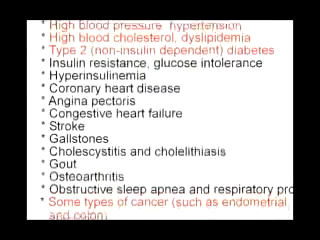 * High blood pressure hypertension
* High blood cholesterol, dyslipidemia
* Type 2 (non-insulin dependent) diabetes
* Insulin resistance, glucose intolerance
* Hyperinsulinemia
* Coronary heart disease
* Angina pectoris
* Congestive heart failure
* Stroke
* Gallstones
* Cholescystitis and cholelithiasis
* Gout
* Osteoarthritis
* Obstructive sleep apnea and respiratory pro
* Some types of cancer (such as endometrial
and colon)